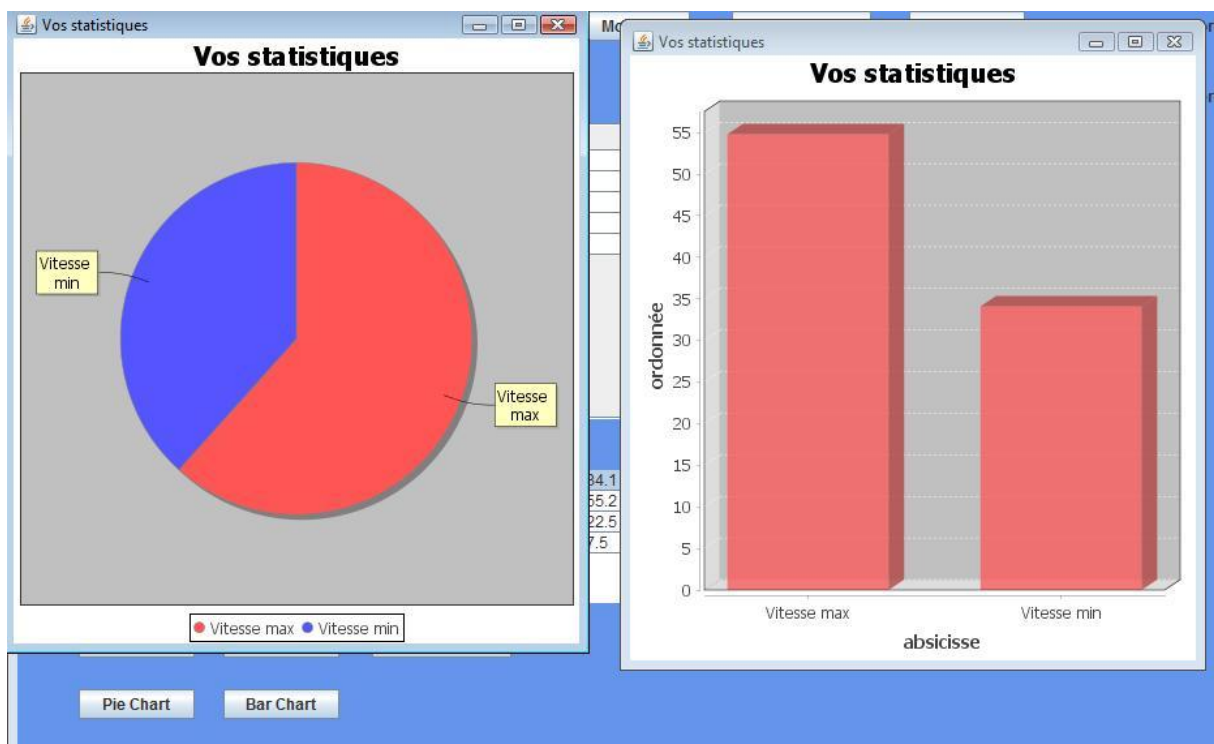 Vos statistiques
Vos statistiques
Vitesse
min
Vitesse
max
Vitesse max Vitesse min
Vos statistiques
Vos statistiques
55
50
45
40
35
30
25
20
15
10
5
0
ordonnée
Vitesse max Vitesse min
absicisse
34.1
55.2
22.5
7.5
Pie Chart Bar Chart